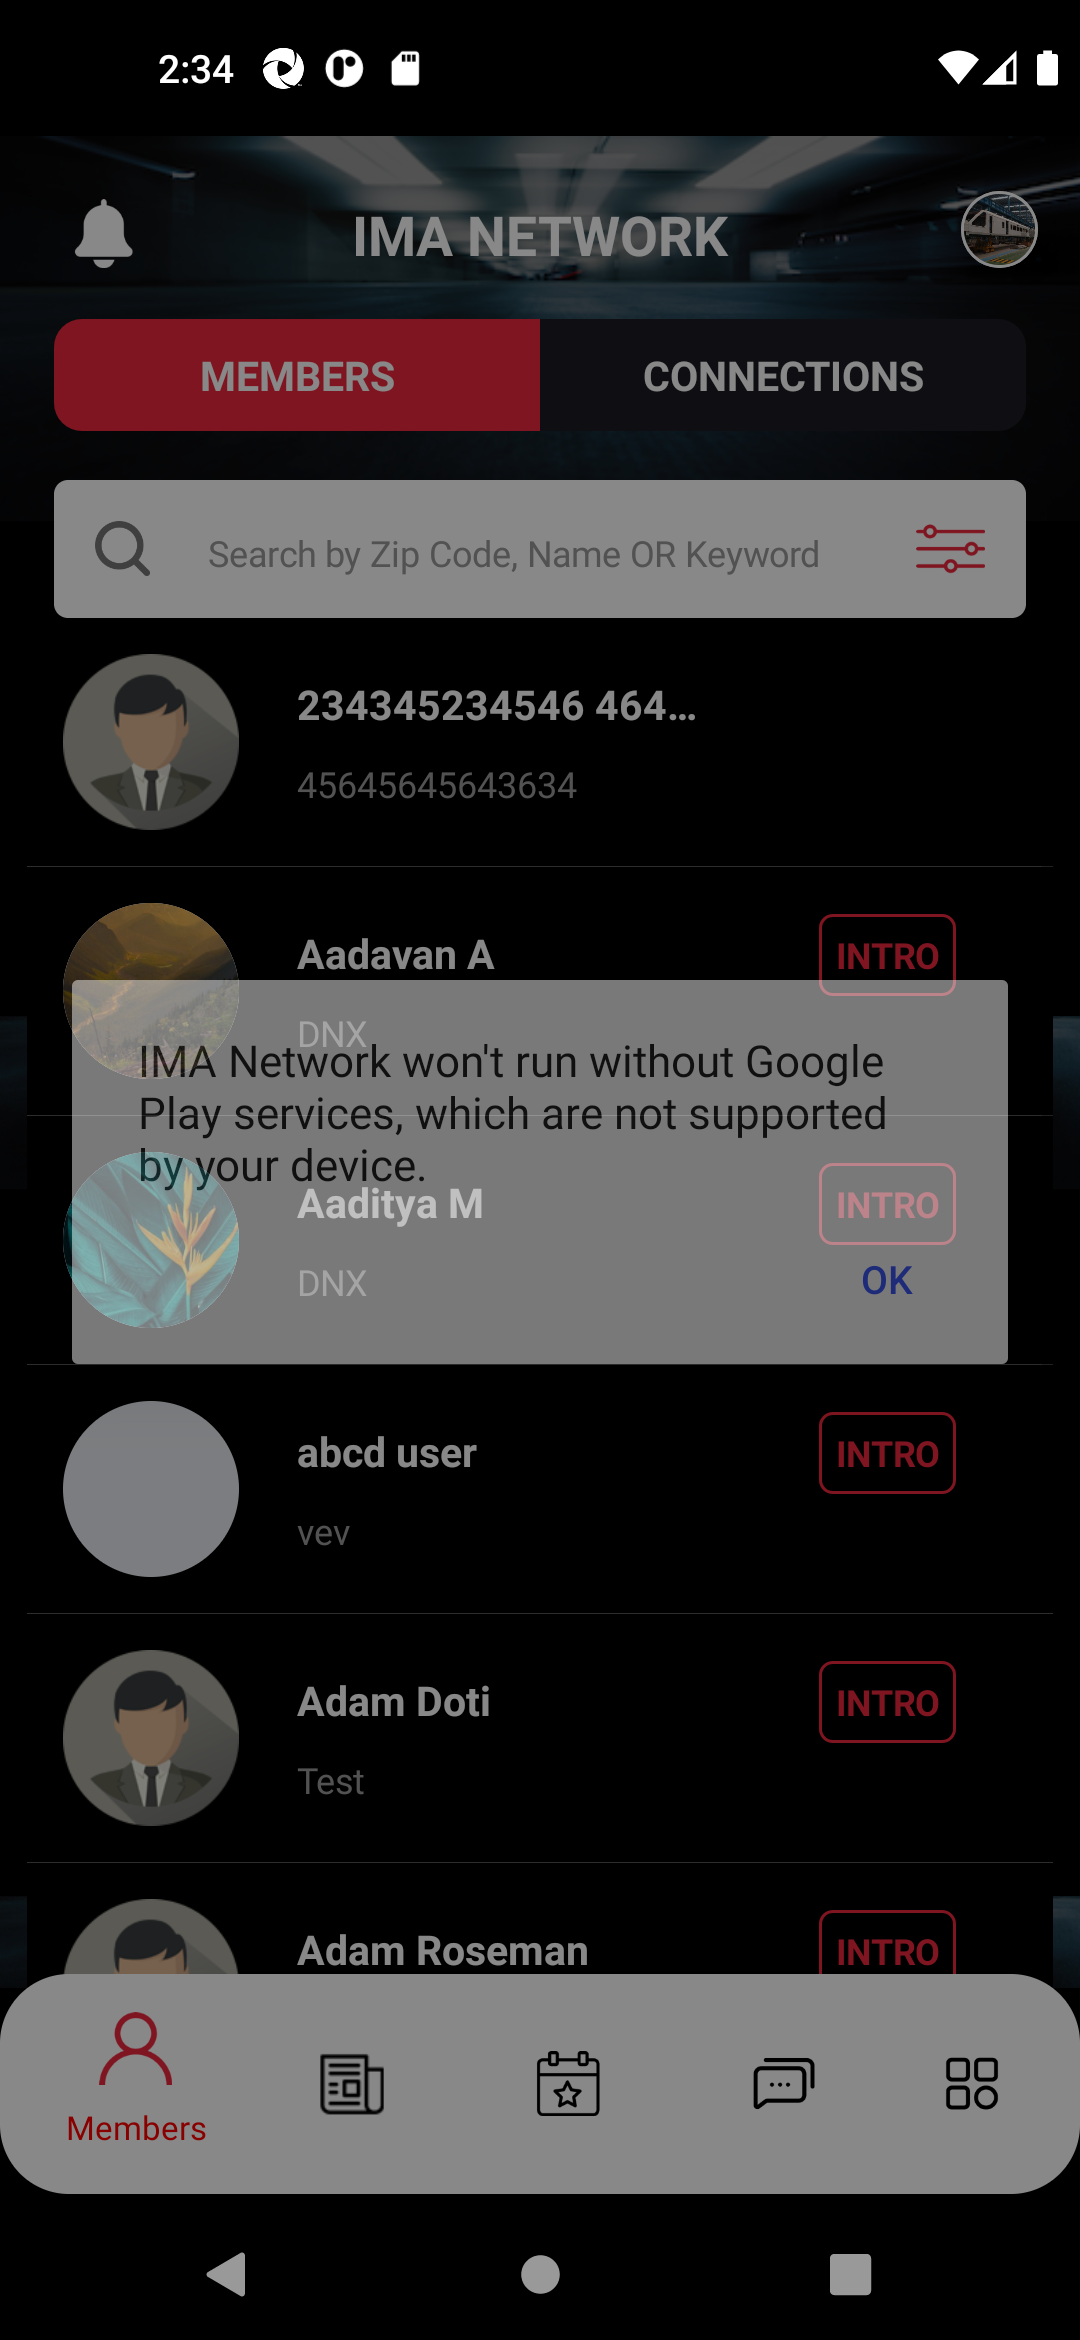 2:34
IMA NETWORK
MEMBERS
CONNECTIONS
Search by Zip Code, Name OR Keyword
234345234546 464...
45645645643634
Aadavan A
INTRO
DNX
IMA Network won't run without Google
Play services, which are not supported
by your device.
Aaditya M
INTRO
DNX
OK
abcd user
INTRO
vev
Adam Doti
INTRO
Test
Adam Roseman
INTRO
Members